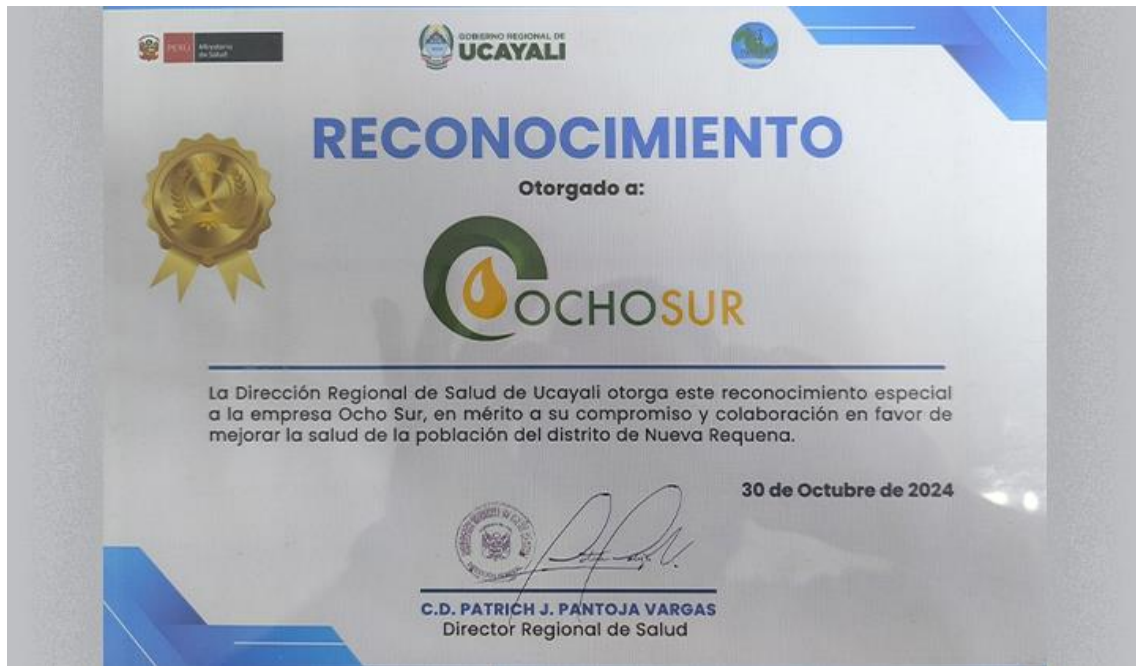 PERÚ Ministerio de Salud
GOBIERNO REGIONAL DE
UCAYALI
RECONOCIMIENTO
Otorgado a:
OCHOSUR
La Dirección Regional de Salud de Ucayali otorga este reconocimiento especial
a la empresa Ocho Sur, en mérito a su compromiso y colaboración en favor de
mejorar la salud de la población del distrito de Nueva Requena.
30 de Octubre de 2024
C.D. PATRICH J. PANTOJA VARGAS
Director Regional de Salud